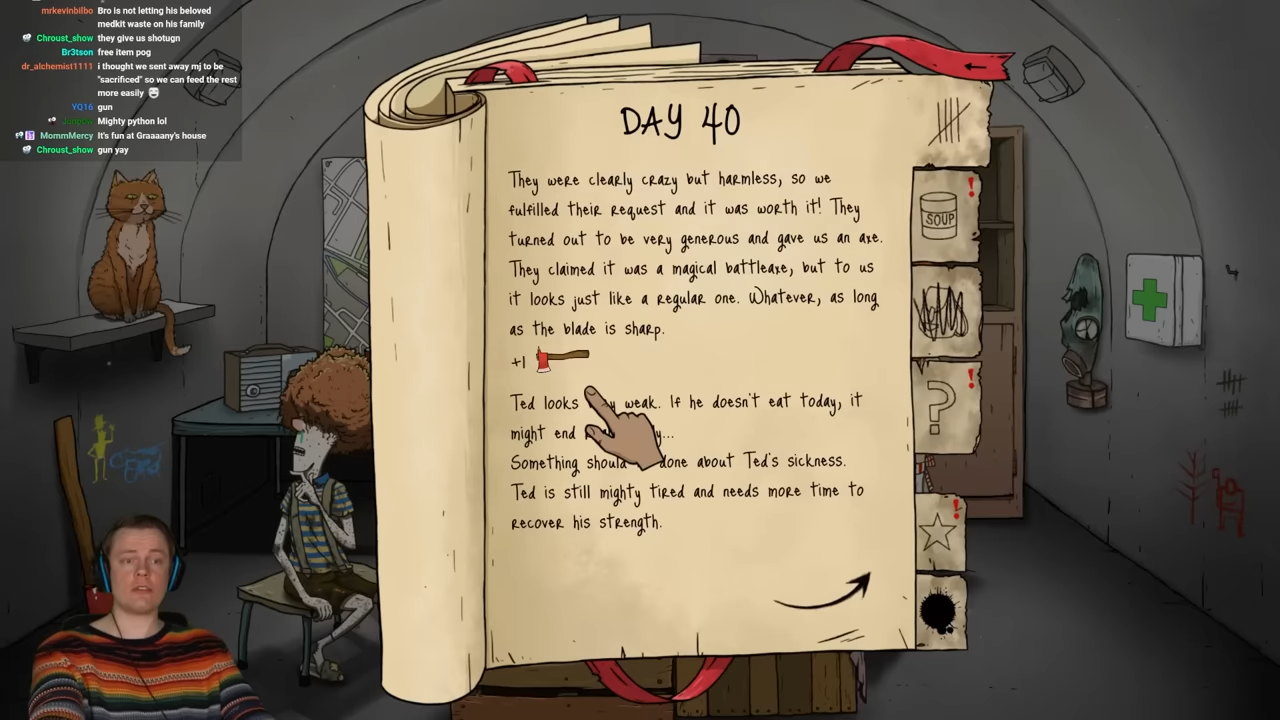 mrkevinbilbo Bro is not letting his beloved
medkit waste on his family
Chroust_show they give us shotugn
Br3tson free item pog
dr_alchemist1111 i thought we sent away mj to be
"sacrificed" so we can feed the rest
more easily
YQ16 gun
Mighty python lol
MommMercy It's fun at Graaaany's house
Chroust_show gun yay
DAY 40
They were clearly crazy but harmless, so we
fulfilled their request and it was worth it! They
turned out to be very generous and gave us an axe.
They claimed it was a magical battleaxe, but to us
it looks just like a regular one. Whatever, as long
as the blade is sharp.
+1
Ted looks weak. If he doesn't eat today, it
might end
Something should done about Ted's sickness.
Ted is still mighty tired and needs more time to
recover his strength.
SOUP
!
?
!
!